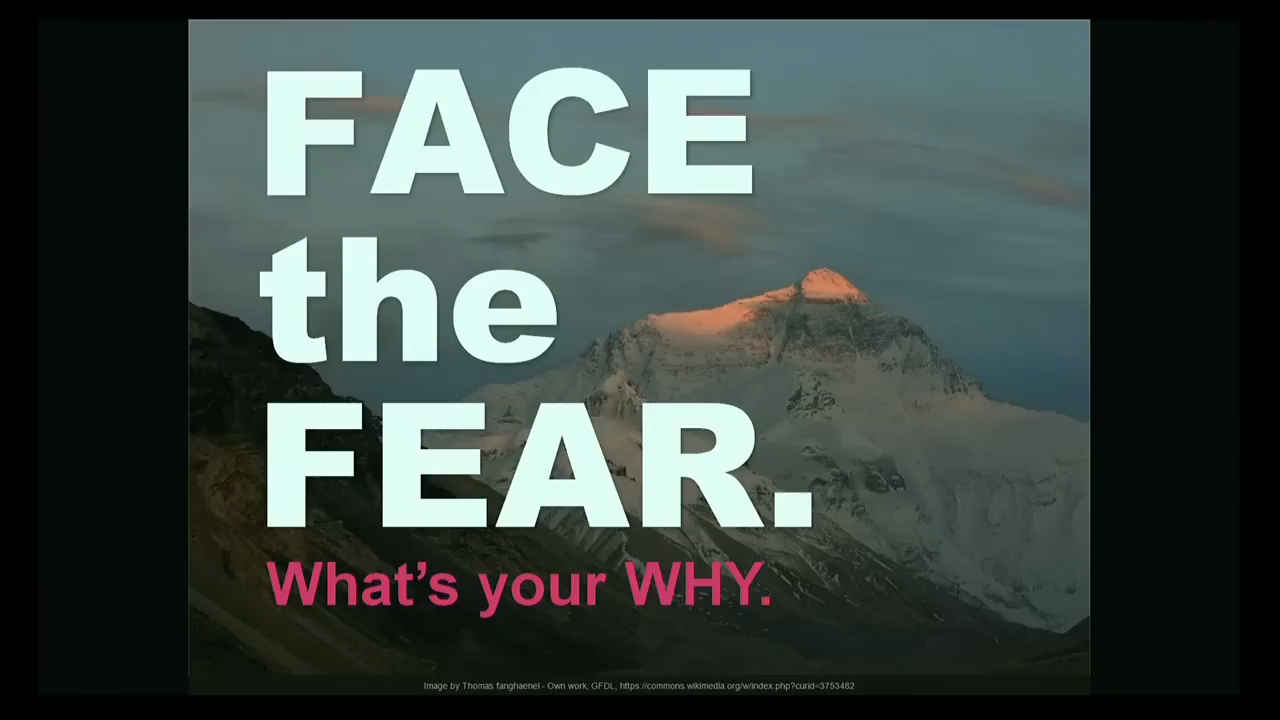 FACE
the
FEAR.
What's your WHY.
Image by Thomas fanghaenel - Own work, GFDL, https://commons.wikimedia.org/w/index.php?curid=3753482